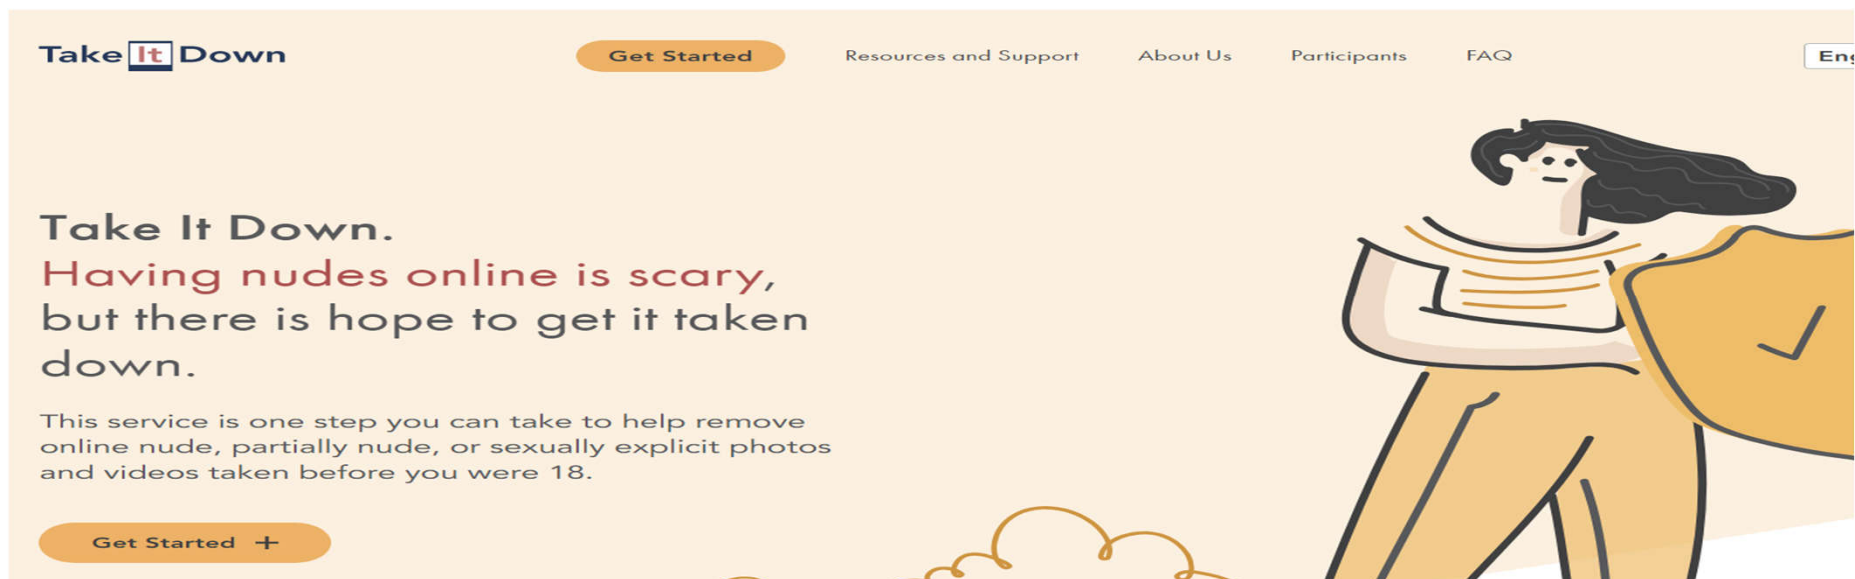 Take It Down
Get Started
Resources and Support
About Us
Participants
FAQ
Eng
Take It Down.
Having nudes online is scary,
but there is hope to get it taken
down.
This service is one step you can take to help remove
online nude, partially nude, or sexually explicit photos
and videos taken before you were 18.
Get Started +